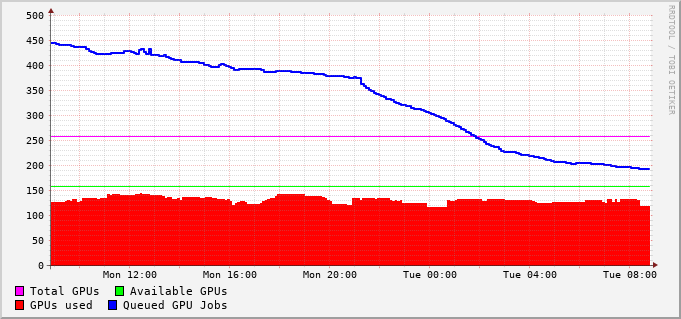 500
450
400
350
300
250
200
150
100
50
0
Mon 12:00 Mon 16:00 Mon 20:00 Tue 00:00 Tue 04:00 Tue 08:00
Total GPUs Available GPUs
GPUs used Queued GPU Jobs
RRDTOOL / TOBI OETIKER